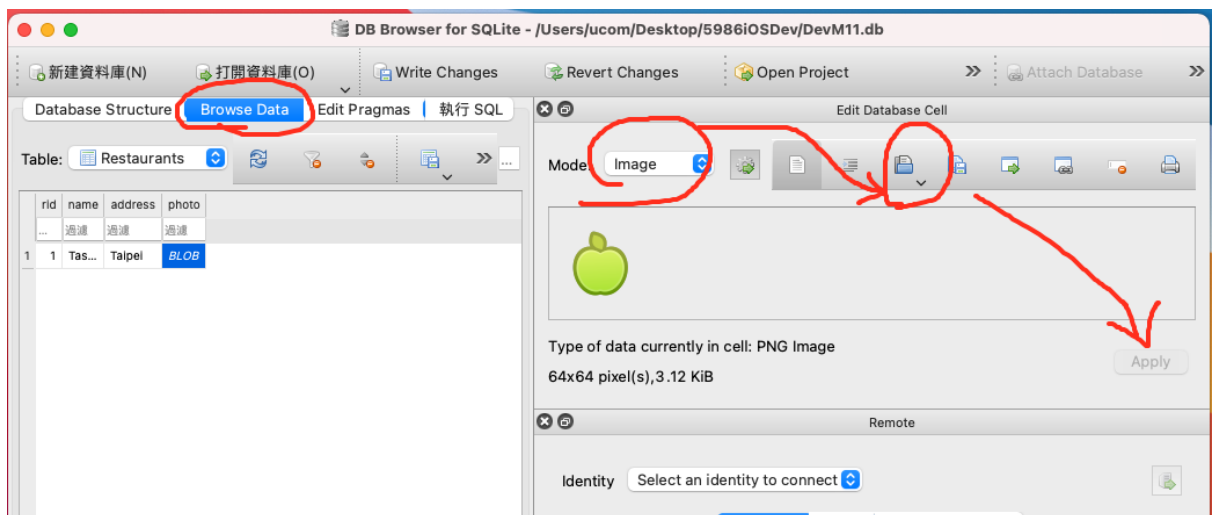 DB Browser for SQLite - /Users/ucom/Desktop/5986iOSDev/DevM11.db
新建資料庫(N) 打開資料庫(O) Write Changes Revert Changes Open Project » Attach Database »
Database Structure Browse Data Edit Pragmas 執行 SQL
Edit Database Cell
Table: Restaurants » ...
Mode: Image
rid name address photo
... 過濾 過濾 過濾
1 1 Tas... Taipei BLOB
Type of data currently in cell: PNG Image
64x64 pixel(s),3.12 KiB
Apply
Remote
Identity Select an identity to connect